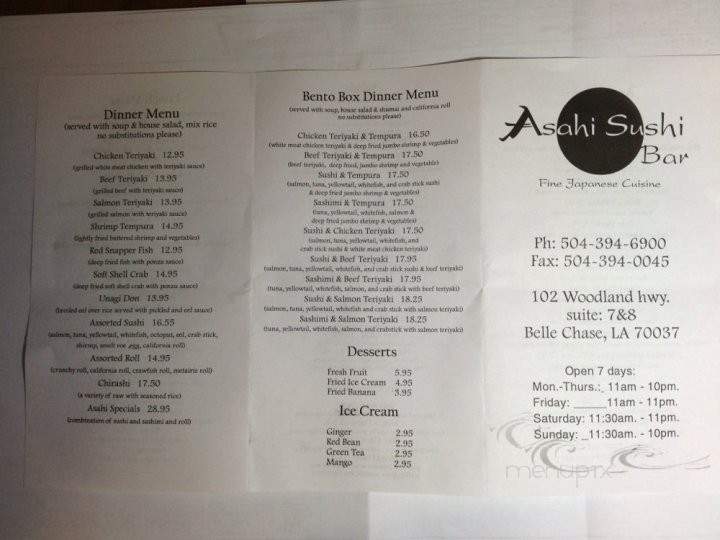 Dinner Menu
(served with soup & house salad, mix rice
no substitutions please)
Chicken Teriyaki 12.95
(grilled white meat chicken with teriyaki sauce)
Beef Teriyaki 13.95
(grilled beef with teriyaki sauce)
Salmon Teriyaki 13.95
(grilled salmon with teriyaki sauce)
Shrimp Tempura 14.95
(lightly fried battered shrimp and vegetables)
Red Snapper Fish 12.95
(deep fried fish with ponzu sauce)
Soft Shell Crab 14.95
(deep fried soft shell crab with ponzu sauce)
Unagi Don 13.95
(broiled eel over rice served with pickled and eel sauce)
Assorted Sushi 16.55
(salmon, tuna, yellowtail, whitefish, octopus, eel, crab stick,
shrimp, smelt roe egg, california roll)
Assorted Roll 14.95
(crunchy roll, california roll, crawfish roll, metairie roll)
Chirashi 17.50
(a variety of raw with seasoned rice)
Asahi Specials 28.95
(combination of sushi and sashimi and roll)
Bento Box Dinner Menu
(served with soup, house salad & shumai and california roll
no substitutions please)
Chicken Teriyaki & Tempura 16.50
(white meat chicken teriyaki & deep fried jumbo shrimp & vegetables)
Beef Teriyaki & Tempura 17.50
(beef teriyaki, deep fried, jumbo shrimp and vegetable)
Sushi & Tempura 17.50
(salmon, tuna, yellowtail, whitefish, and crab stick sushi
& deep fried jumbo shrimp & vegetables)
Sashimi & Tempura 17.50
(tuna, yellowtail, whitefish, salmon &
deep fried jumbo shrimp & vegetables)
Sushi & Chicken Teriyaki 17.50
(salmon, tuna, yellowtail, whitefish, and
crab stick sushi & white meat chicken teriyaki)
Sushi & Beef Teriyaki 17.95
(salmon, tuna, yellowtail, whitefish, and crab stick sushi & beef teriyaki)
Sashimi & Beef Teriyaki 17.95
(tuna, yellowtail, whitefish, salmon, and crab stick with beef teriyaki)
Sushi & Salmon Teriyaki 18.25
(salmon, tuna, yellowtail, whitefish and crab stick with salmon teriyaki)
Sashimi & Salmon Teriyaki 18.25
(tuna, yellowtail, whitefish, salmon, and crabstick with salmon teriyaki)
Desserts
Fresh Fruit 5.95
Fried Ice Cream 4.95
Fried Banana 3.95
Ice Cream
Ginger 2.95
Red Bean 2.95
Green Tea 2.95
Mango 2.95
Asahi Sushi
Bar
Fine Japanese Cuisine
Ph: 504-394-6900
Fax: 504-394-0045
102 Woodland hwy.
suite: 7&8
Belle Chase, LA 70037
Open 7 days:
Mon.-Thurs.:_ 11am - 10pm.
Friday: _____11am - 11pm.
Saturday: 11:30am. - 11pm.
Sunday: _11:30am. - 10pm.
menupix